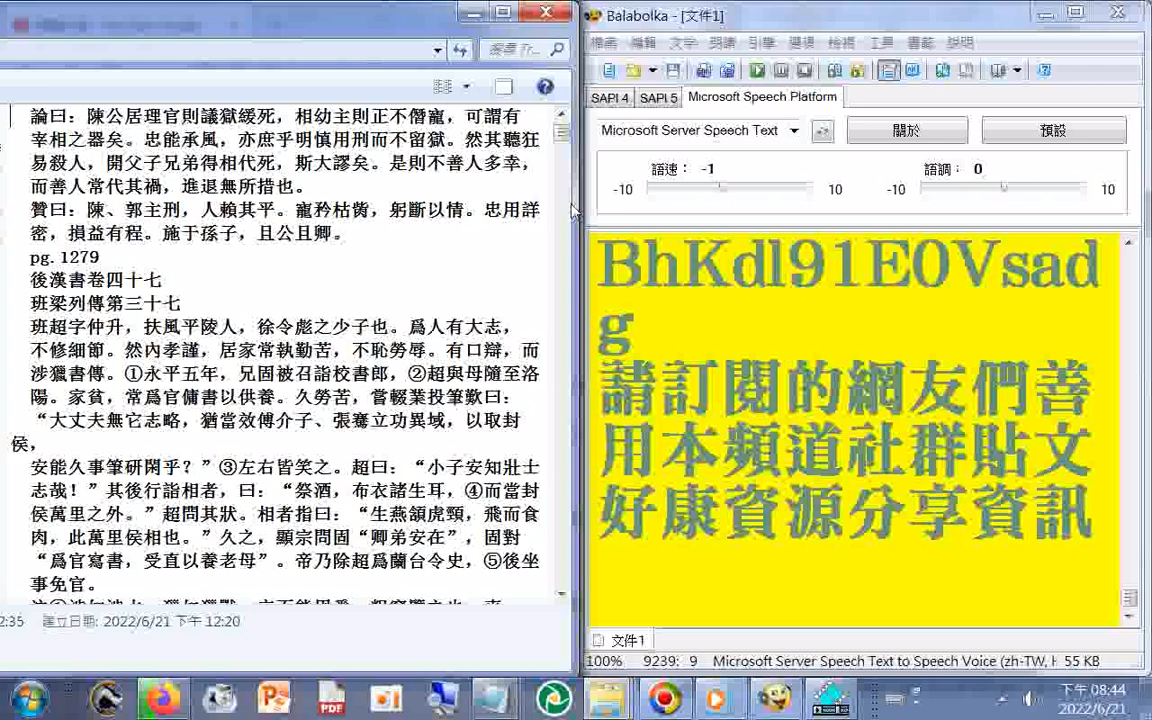 論曰：陳公居理官則議獄緩死，相幼主則正不僭寵，可謂有
宰相之器矣。忠能承風，亦庶乎明慎用刑而不留獄。然其聽狂
易殺人，開父子兄弟得相代死，斯大謬矣。是則不善人多幸，
而善人常代其禍，進退無所措也。
贊曰：陳、郭主刑，人賴其平。寵矜枯胔，躬斷以情。忠用詳
密，損益有程。施于孫子，且公且卿。
pg. 1279
後漢書卷四十七
班梁列傳第三十七
班超字仲升，扶風平陵人，徐令彪之少子也。爲人有大志，
不修細節。然內孝謹，居家常執勤苦，不恥勞辱。有口辯，而
涉獵書傳。①永平五年，兄固被召詣校書郎，②超與母隨至洛
陽。家貧，常爲官傭書以供養。久勞苦，嘗輟業投筆歎曰：
“大丈夫無它志略，猶當效傅介子、張騫立功異域，以取封
侯，
安能久事筆研閒乎？”③左右皆笑之。超曰：“小子安知壯士
志哉！”其後行詣相者，曰：“祭酒，布衣諸生耳，④而當封
侯萬里之外。”超問其狀。相者指曰：“生燕頷虎頸，飛而食
肉，此萬里侯相也。”久之，顯宗問固“卿弟安在”，固對
“爲官寫書，受直以養老母”。帝乃除超爲蘭台令史，⑤後坐
事免官。
2:35 建立日期: 2022/6/21 下午 12:20
Balabolka - [文件1]
檔案 編輯 文字 朗讀 引擎 選項 檢視 工具 書籤 說明
SAPI 4 SAPI 5 Microsoft Speech Platform
Microsoft Server Speech Text 關於 預設
語速： -1 語調： 0
-10 10 -10 10
BhKdl91E0Vsad
g
請訂閱的網友們善
用本頻道社群貼文
好康資源分享資訊
文件1
100% 9239: 9 Microsoft Server Speech Text to Speech Voice (zh-TW, H 55 KB
PDF
下午 08:44
2022/6/21